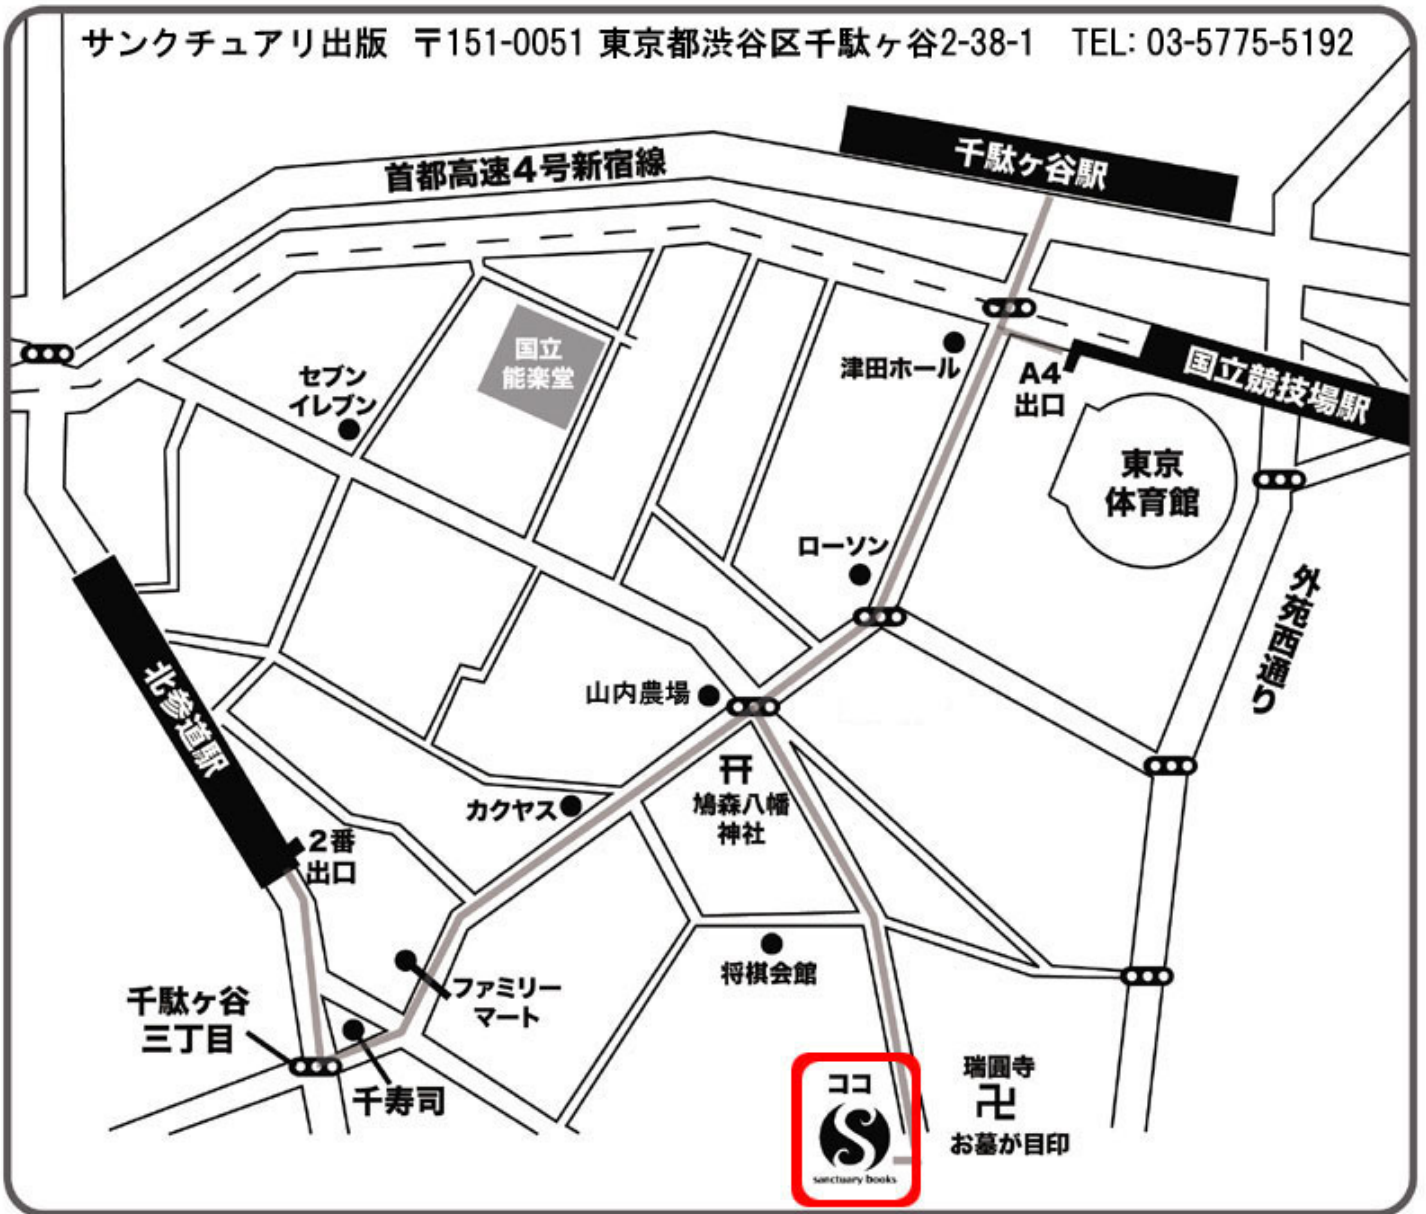 サンクチュアリ出版 〒151-0051 東京都渋谷区千駄ヶ谷2-38-1 TEL: 03-5775-5192
千駄ヶ谷駅
首都高速4号新宿線
国立
能楽堂
セブン
イレブン
津田ホール
A4
出口
国立競技場駅
東京
体育館
ローソン
外苑西通り
北参道駅
山内農場
鳩森八幡
神社
カクヤス
2番
出口
ファミリー
マート
将棋会館
千駄ヶ谷
三丁目
千寿司
ココ
sanctuary books
瑞圓寺
卍
お墓が目印